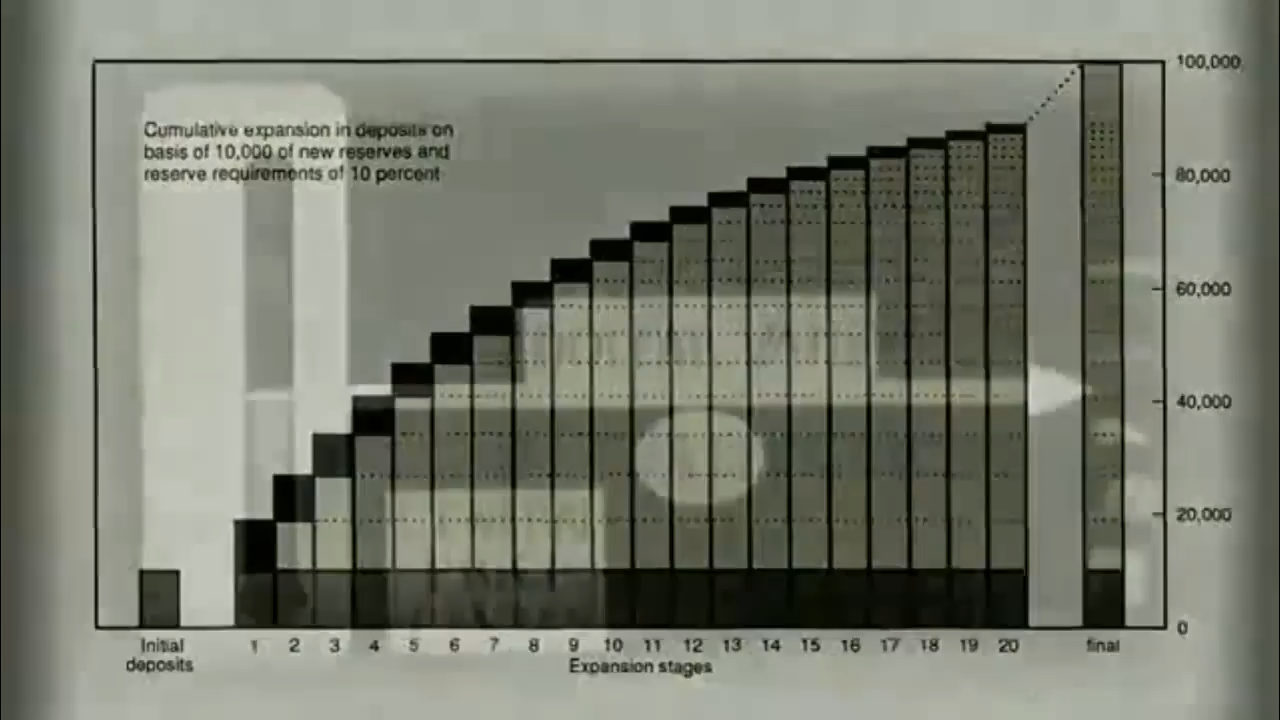 100,000
Cumulative expansion in deposits on
basis of 10,000 of new reserves and
reserve requirements of 10 percent
80,000
60,000
40,000
20,000
0
Initial
deposits
1 2 3 4 5 6 7 8 9 10 11 12 13 14 15 16 17 18 19 20 final
Expansion stages